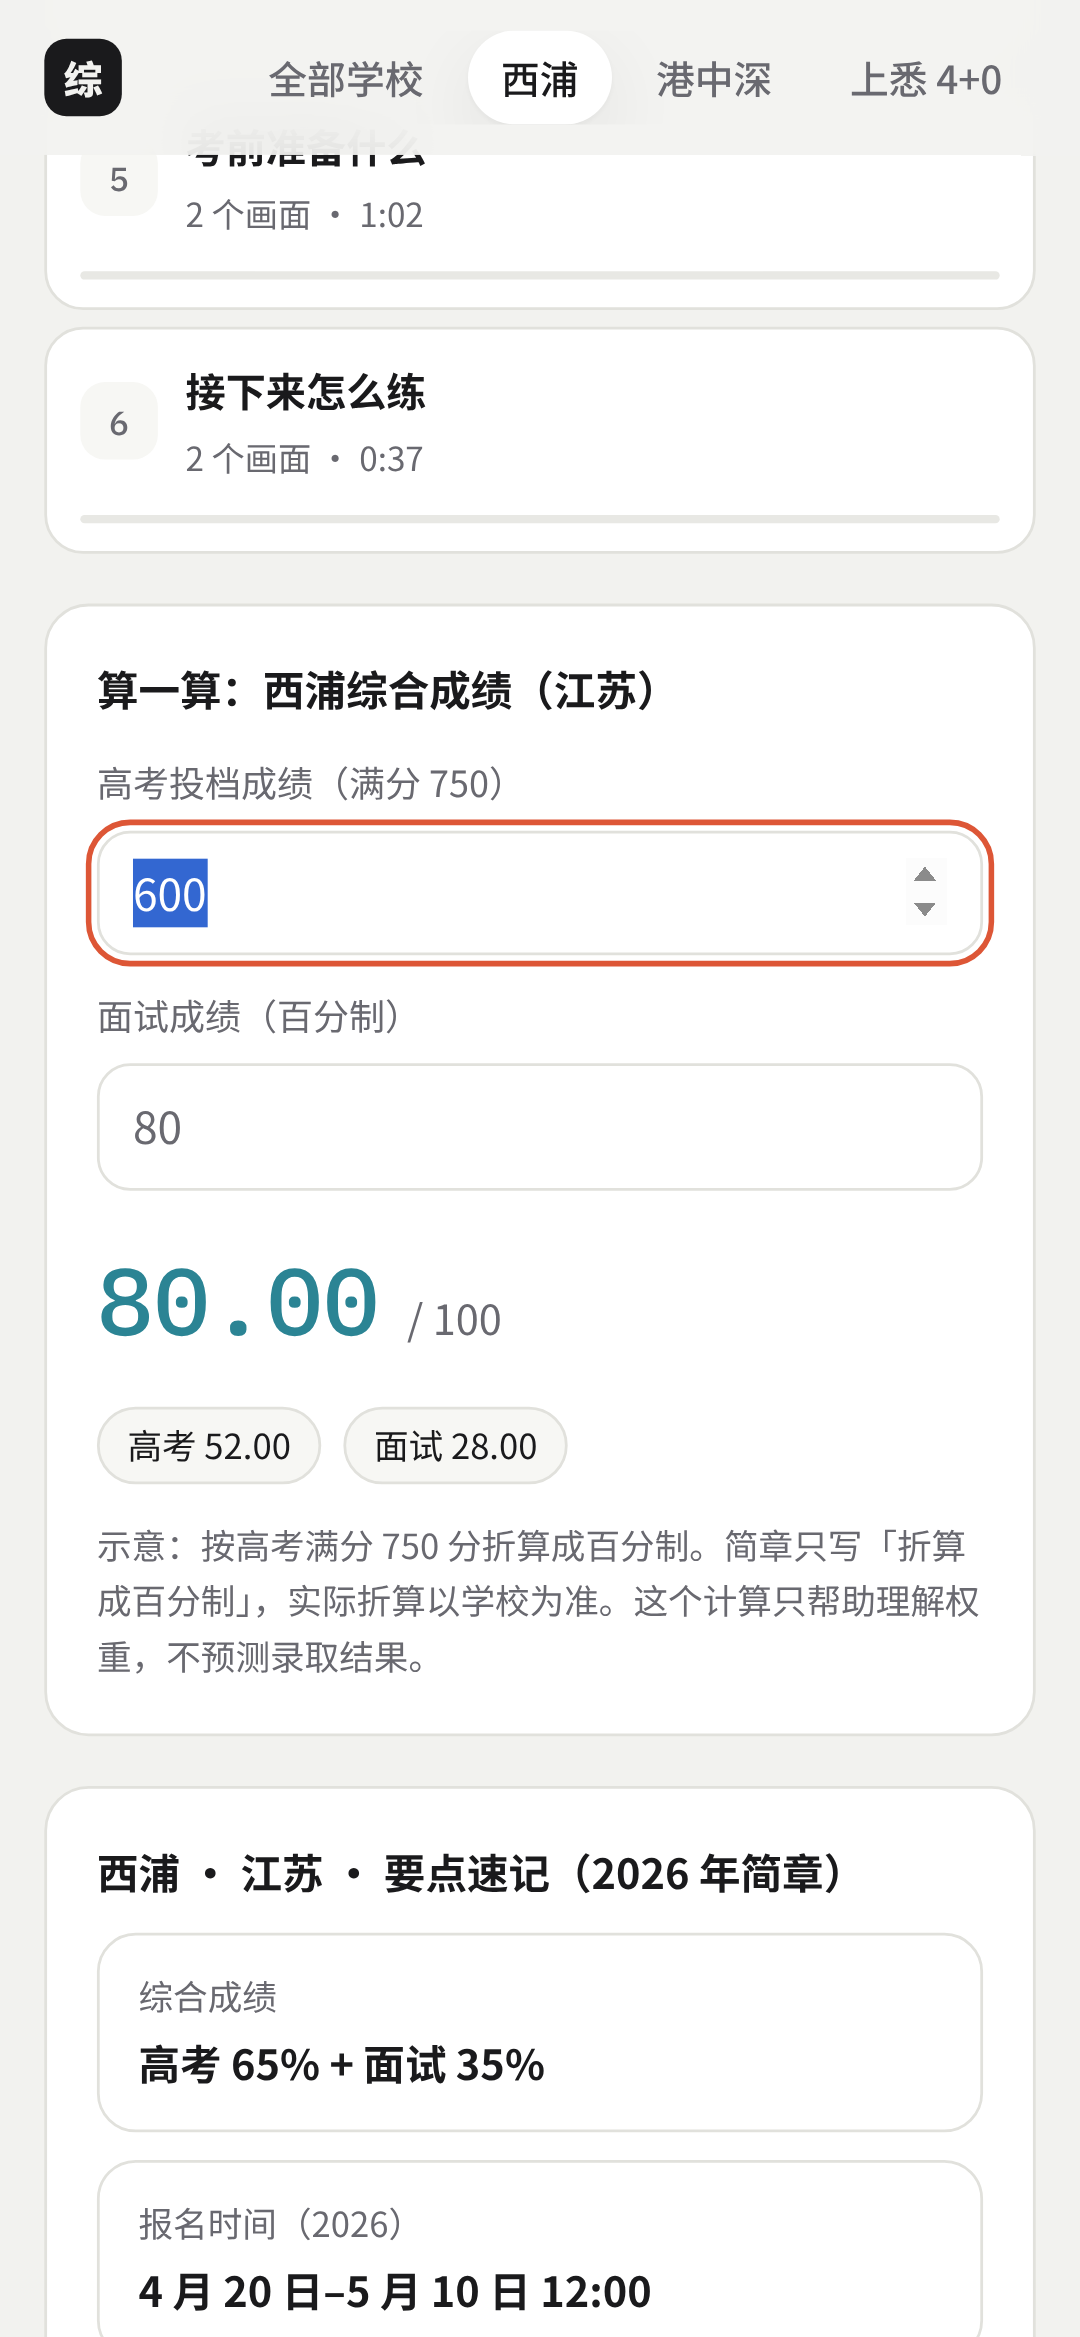 综
全部学校
西浦
港中深
上悉 4+0
考前准备什么
5
2 个画面 · 1:02
接下来怎么练
6
2 个画面 · 0:37
算一算：西浦综合成绩（江苏）
高考投档成绩（满分 750）
600
面试成绩（百分制）
80
80.00 / 100
高考 52.00
面试 28.00
示意：按高考满分 750 分折算成百分制。简章只写「折算
成百分制」，实际折算以学校为准。这个计算只帮助理解权
重，不预测录取结果。
西浦 · 江苏 · 要点速记（2026 年简章）
综合成绩
高考 65% + 面试 35%
报名时间（2026）
4 月 20 日–5 月 10 日 12:00